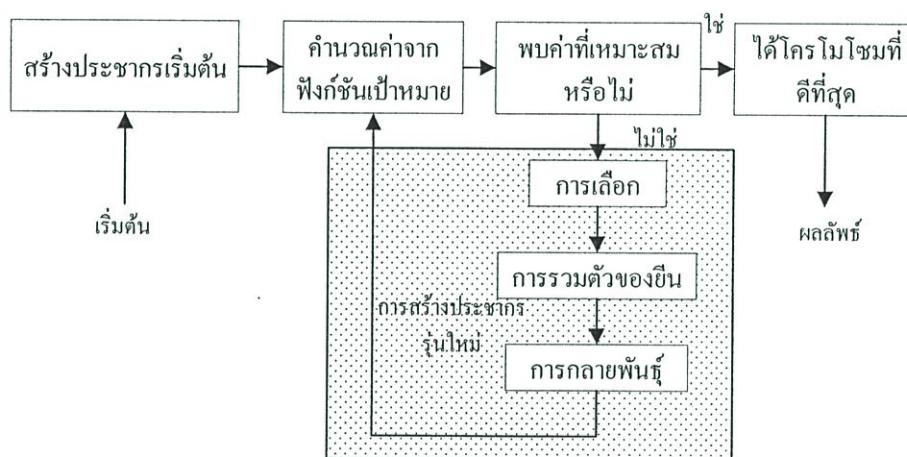 สร้างประชากรเริ่มต้น
คำนวณค่าจาก
ฟังก์ชันเป้าหมาย
พบค่าที่เหมาะสม
หรือไม่
ใช่
ได้โครโมโซมที่
ดีที่สุด
ไม่ใช่
เริ่มต้น
การเลือก
ผลลัพธ์
การรวมตัวของยีน
การสร้างประชากร
รุ่นใหม่
การกลายพันธุ์